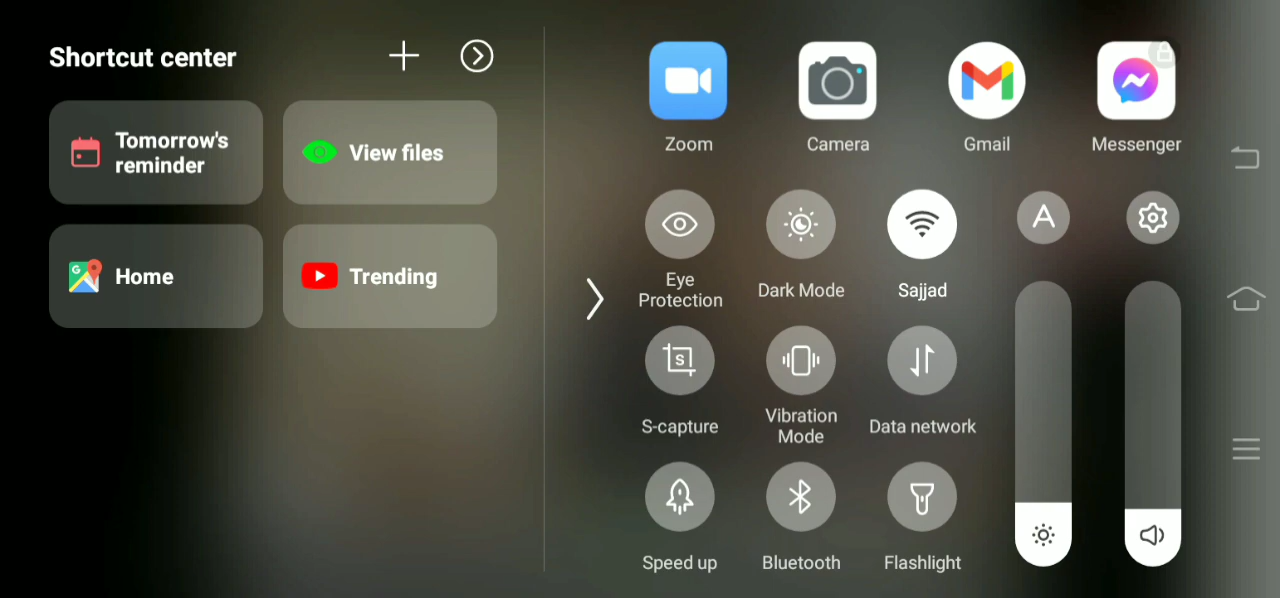 Shortcut center
Tomorrow's
reminder
View files
Home
Trending
Zoom
Camera
Gmail
Messenger
Eye
Protection
Dark Mode
Sajjad
A
S
S-capture
Vibration
Mode
Data network
Speed up
Bluetooth
Flashlight